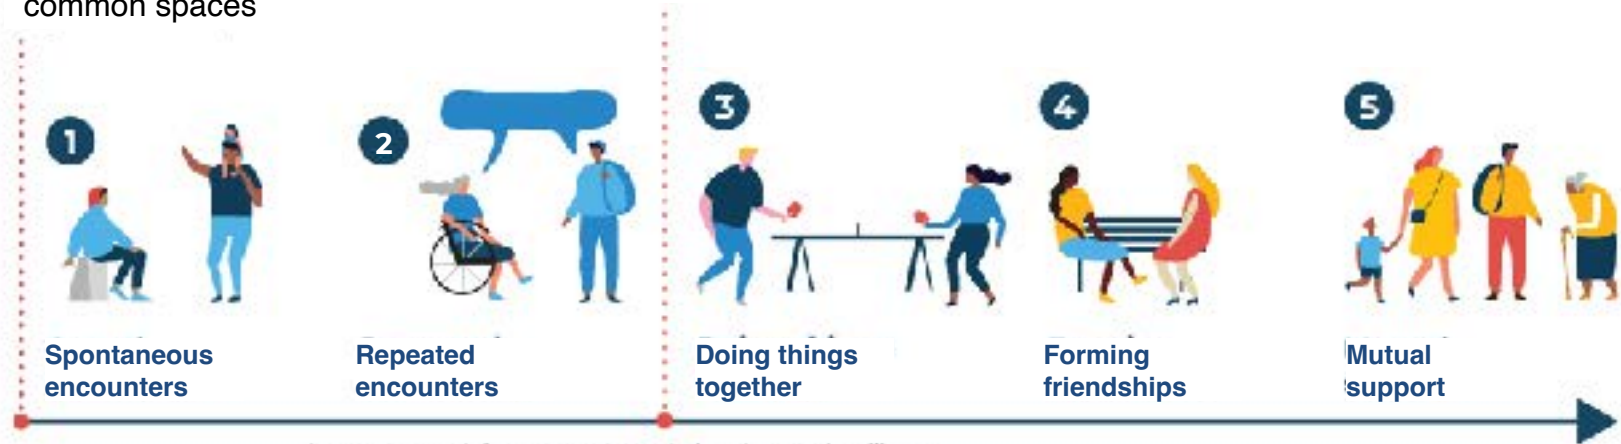 common spaces
1
2
3
4
5
Spontaneous
encounters
Repeated
encounters
Doing things
together
Forming
friendships
Mutual
support